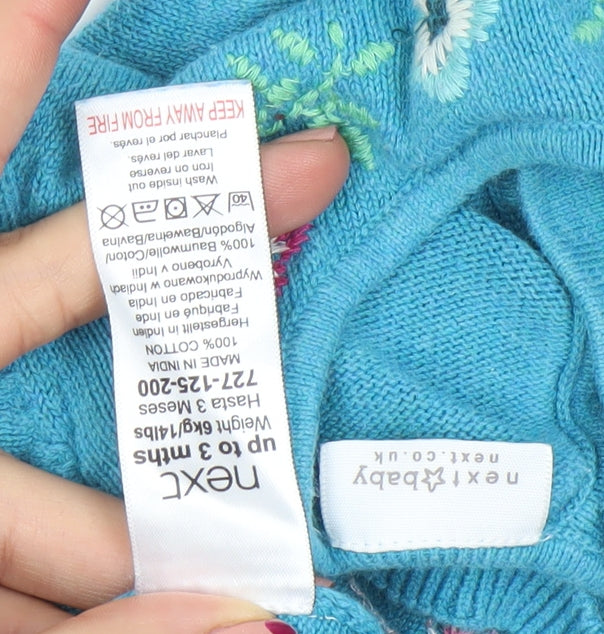 next
up to 3 mths
Weight 6kg/14lbs
Hasta 3 Meses
727-125-200
MADE IN INDIA
100% COTTON
Hergestellt in Indien
Fabriqué en Inde
Fabricado en India
Wyprodukowano w Indiach
Vyrobeno v Indii
100% Baumwolle/Coton/
Algodón/Bawełna/Bavlna
40
Wash inside out
Iron on reverse
Lavar del revés.
Planchar por el revés.
KEEP AWAY FROM FIRE
next baby
next.co.uk